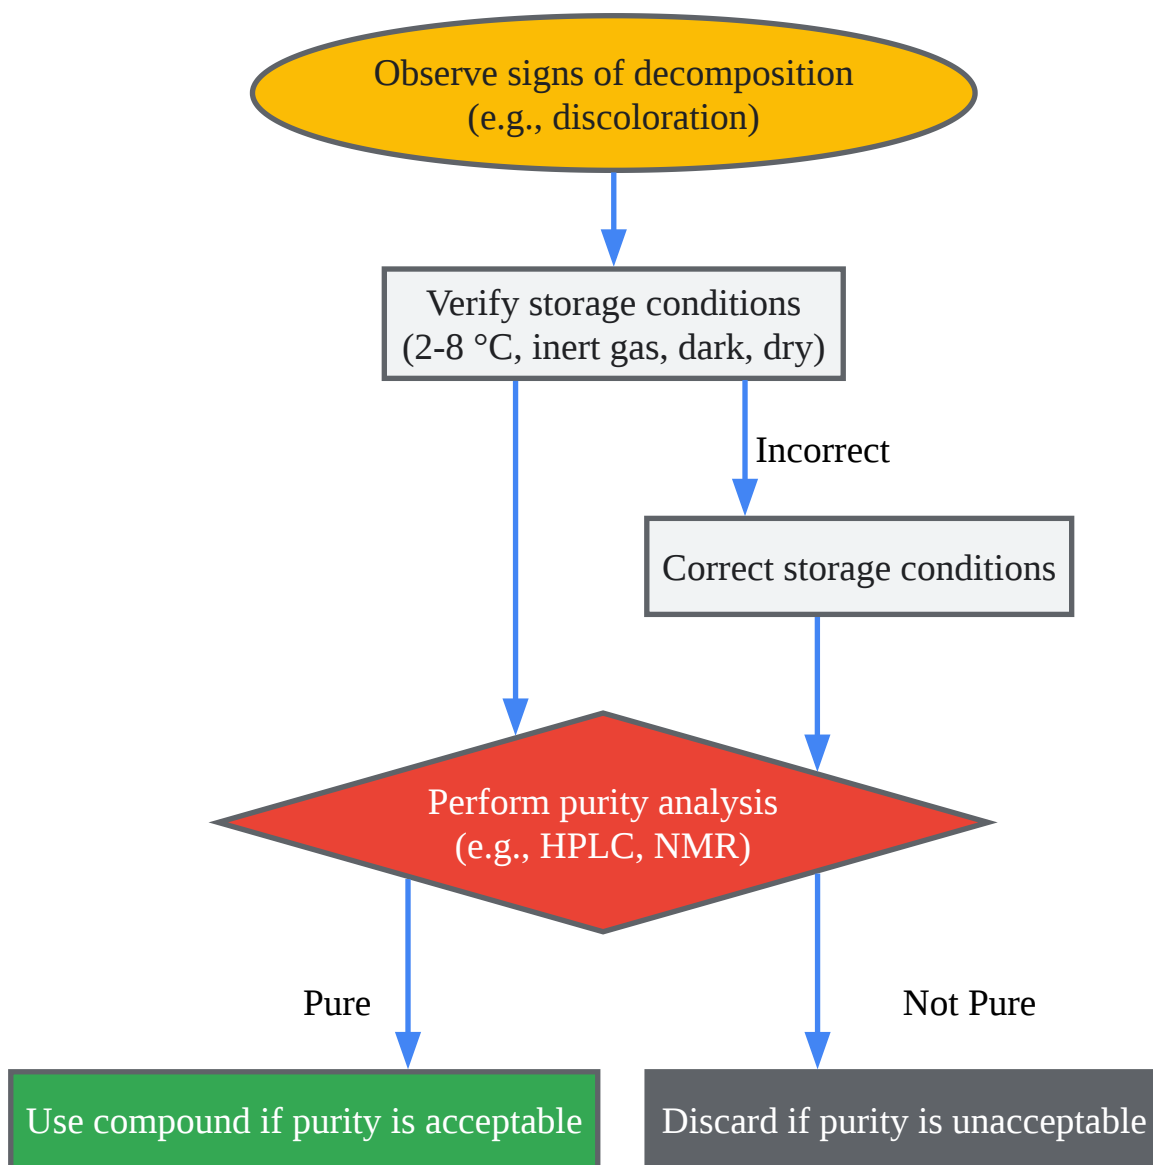 Observe signs of decomposition
(e.g., discoloration)
Verify storage conditions
(2-8 °C, inert gas, dark, dry)
Incorrect
Correct storage conditions
Perform purity analysis
(e.g., HPLC, NMR)
Pure
Not Pure
Use compound if purity is acceptable
Discard if purity is unacceptable